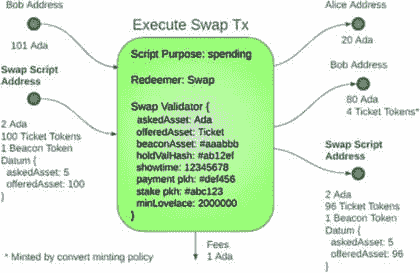 Execute Swap Tx
Bob Address
101 Ada
Swap Script
Address
2 Ada
100 Ticket Tokens
1 Beacon Token
Datum {
askedAsset: 5
offeredAsset: 100
}
Script Purpose: spending
Redeemer: Swap
Swap Validator {
askedAsset: Ada
offeredAsset: Ticket
beaconAsset: #aaabbb
holdValHash: #ab12ef
showtime: 12345678
payment pkh: #def456
stake pkh: #abc123
minLovelace: 2000000
}
Alice Address
20 Ada
Bob Address
80 Ada
4 Ticket Tokens*
Swap Script
Address
2 Ada
96 Ticket Tokens
1 Beacon Token
Datum {
askedAsset: 5
offeredAsset: 96
}
Fees
1 Ada
* Minted by convert minting policy